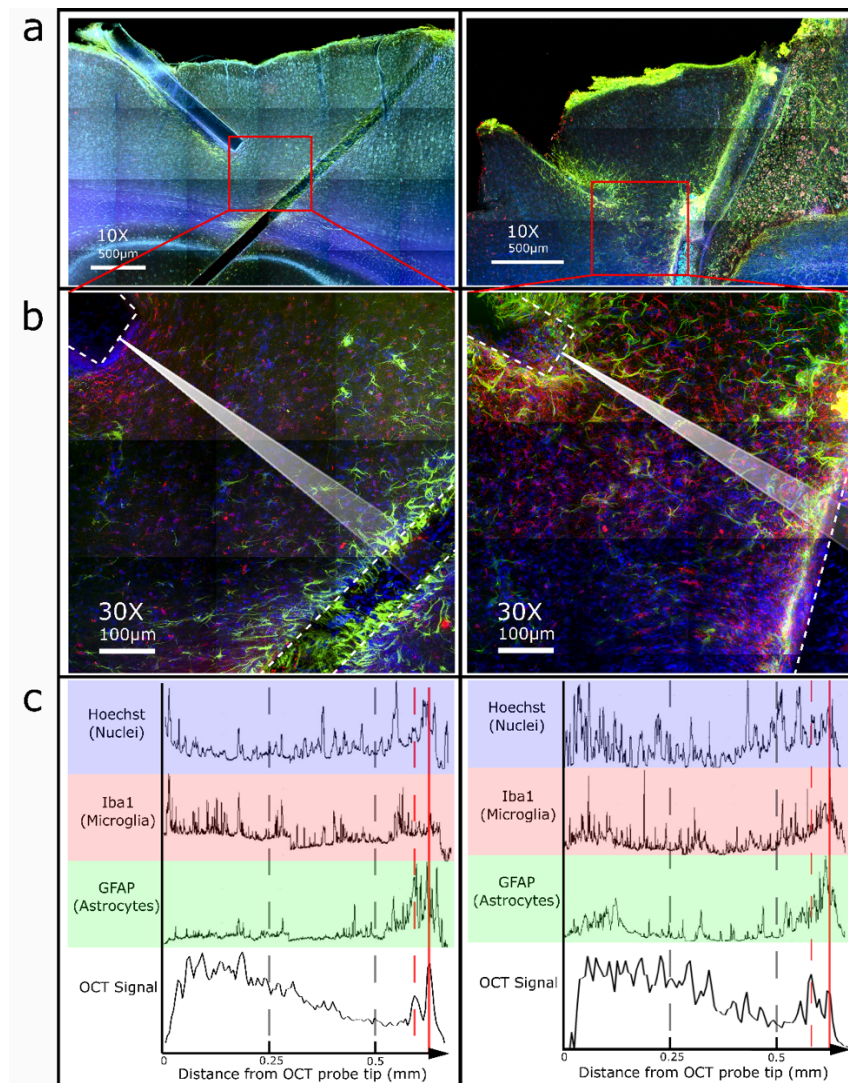 a
10X
500µm
10X
500µm
b
30X
100µm
30X
100µm
c
Hoechst
(Nuclei)
Iba1
(Microglia)
GFAP
(Astrocytes)
OCT Signal
0
0.25
0.5
Distance from OCT probe tip (mm)
Hoechst
(Nuclei)
Iba1
(Microglia)
GFAP
(Astrocytes)
OCT Signal
0
0.25
0.5
Distance from OCT probe tip (mm)